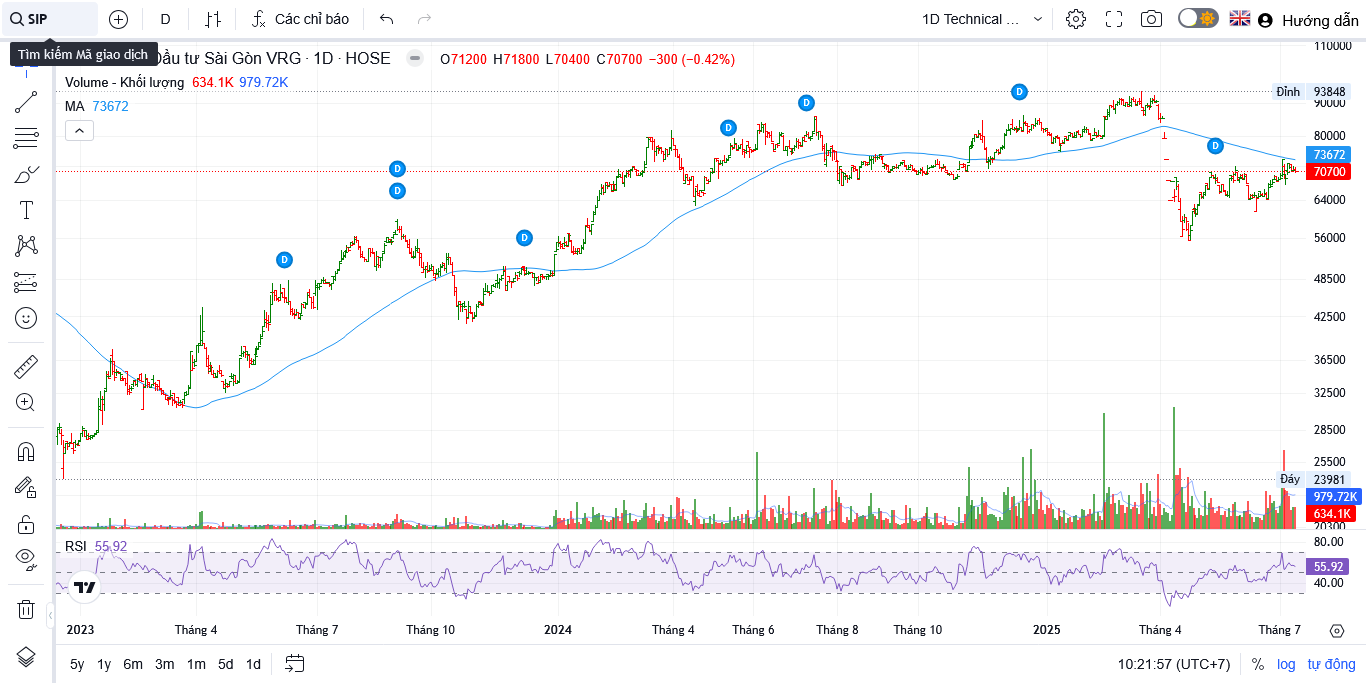 SIP
D
Các chỉ báo
1D Technical ...
Hướng dẫn
Tìm kiếm Mã giao dịch
Đầu tư Sài Gòn VRG · 1D · HOSE
O71200 H71800 L70400 C70700 −300 (−0.42%)
Volume - Khối lượng 634.1K 979.72K
MA 73672
D
D
D
D
D
D
D
D
110000
Đỉnh 93848
90000
80000
73672
70700
64000
56000
48500
42500
36500
32500
28500
25500
Đáy 23981
979.72K
634.1K
20300
RSI 55.92
80.00
55.92
40.00
2023 Tháng 4 Tháng 7 Tháng 10 2024 Tháng 4 Tháng 6 Tháng 8 Tháng 10 2025 Tháng 4 Tháng 7
5y 1y 6m 3m 1m 5d 1d
10:21:57 (UTC+7) % log tự động